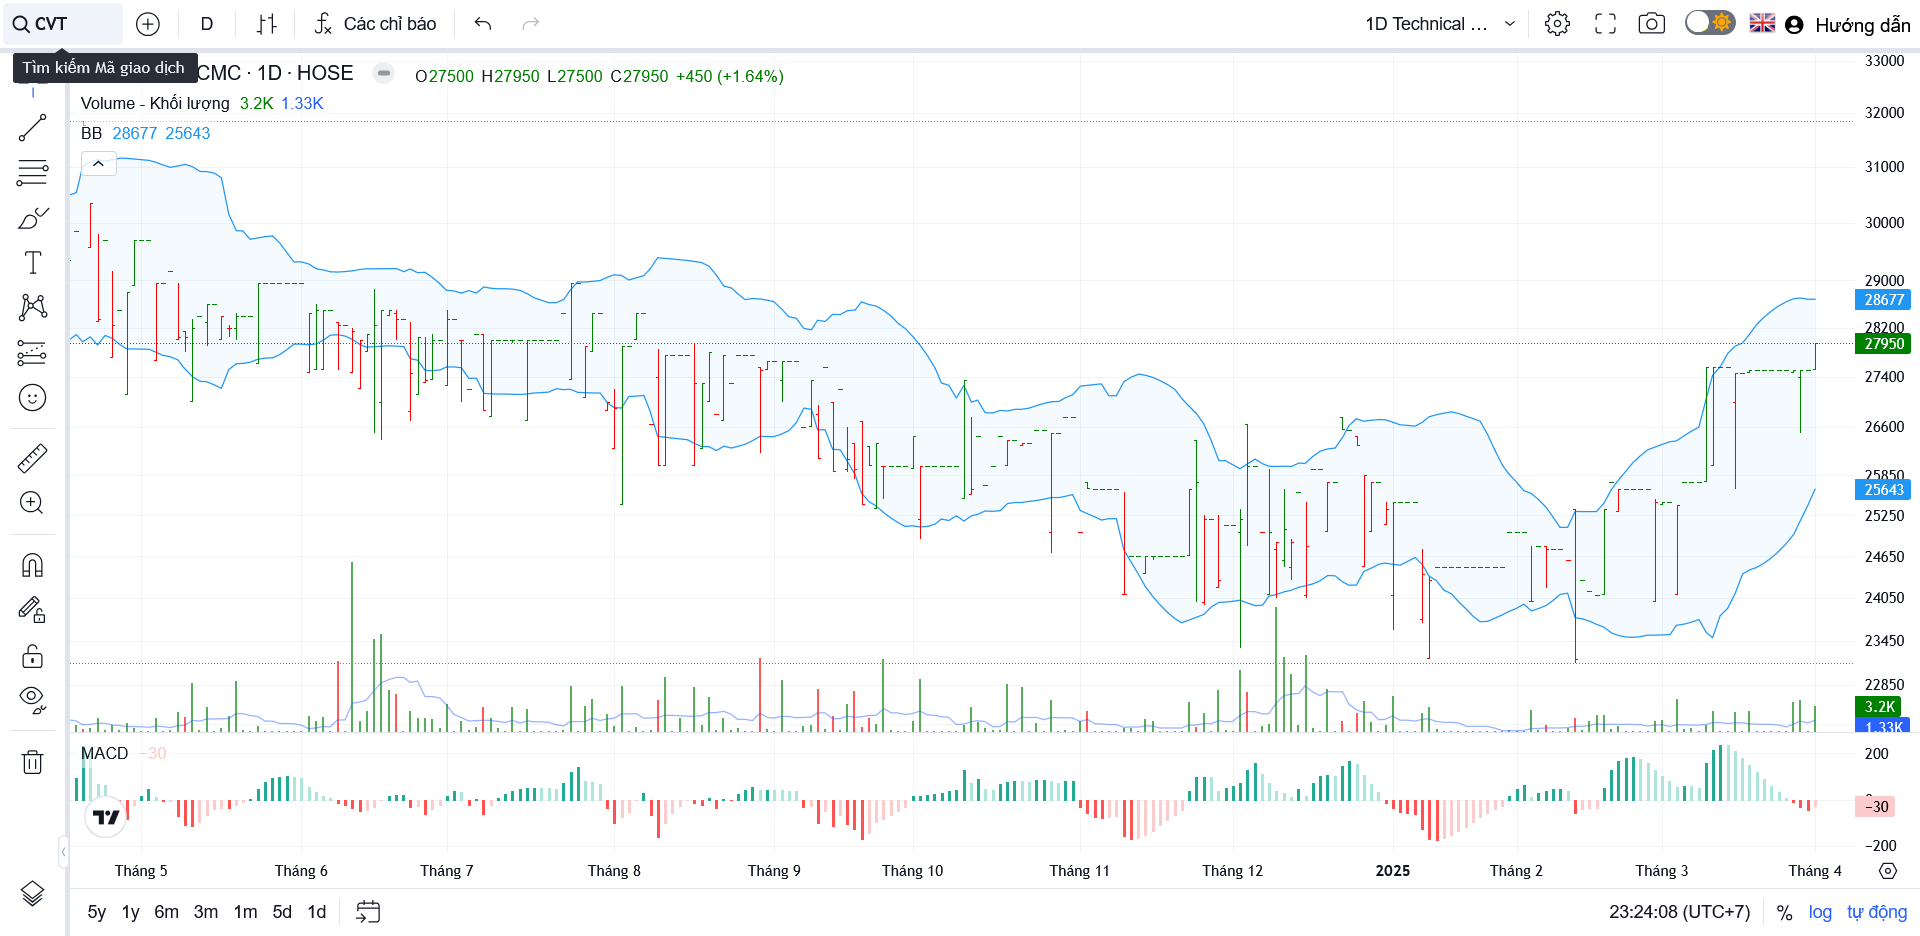 CVT D Các chỉ báo 1D Technical ... Hướng dẫn
Tìm kiếm Mã giao dịch CMC · 1D · HOSE O27500 H27950 L27500 C27950 +450 (+1.64%)
Volume - Khối lượng 3.2K 1.33K
BB 28677 25643
33000
32000
31000
30000
29000
28677
28200
27950
27400
26600
25850
25643
25250
24650
24050
23450
22850
3.2K
1.33K
MACD −30
200
0
−30
−200
Tháng 5 Tháng 6 Tháng 7 Tháng 8 Tháng 9 Tháng 10 Tháng 11 Tháng 12 2025 Tháng 2 Tháng 3 Tháng 4
5y 1y 6m 3m 1m 5d 1d 23:24:08 (UTC+7) % log tự động